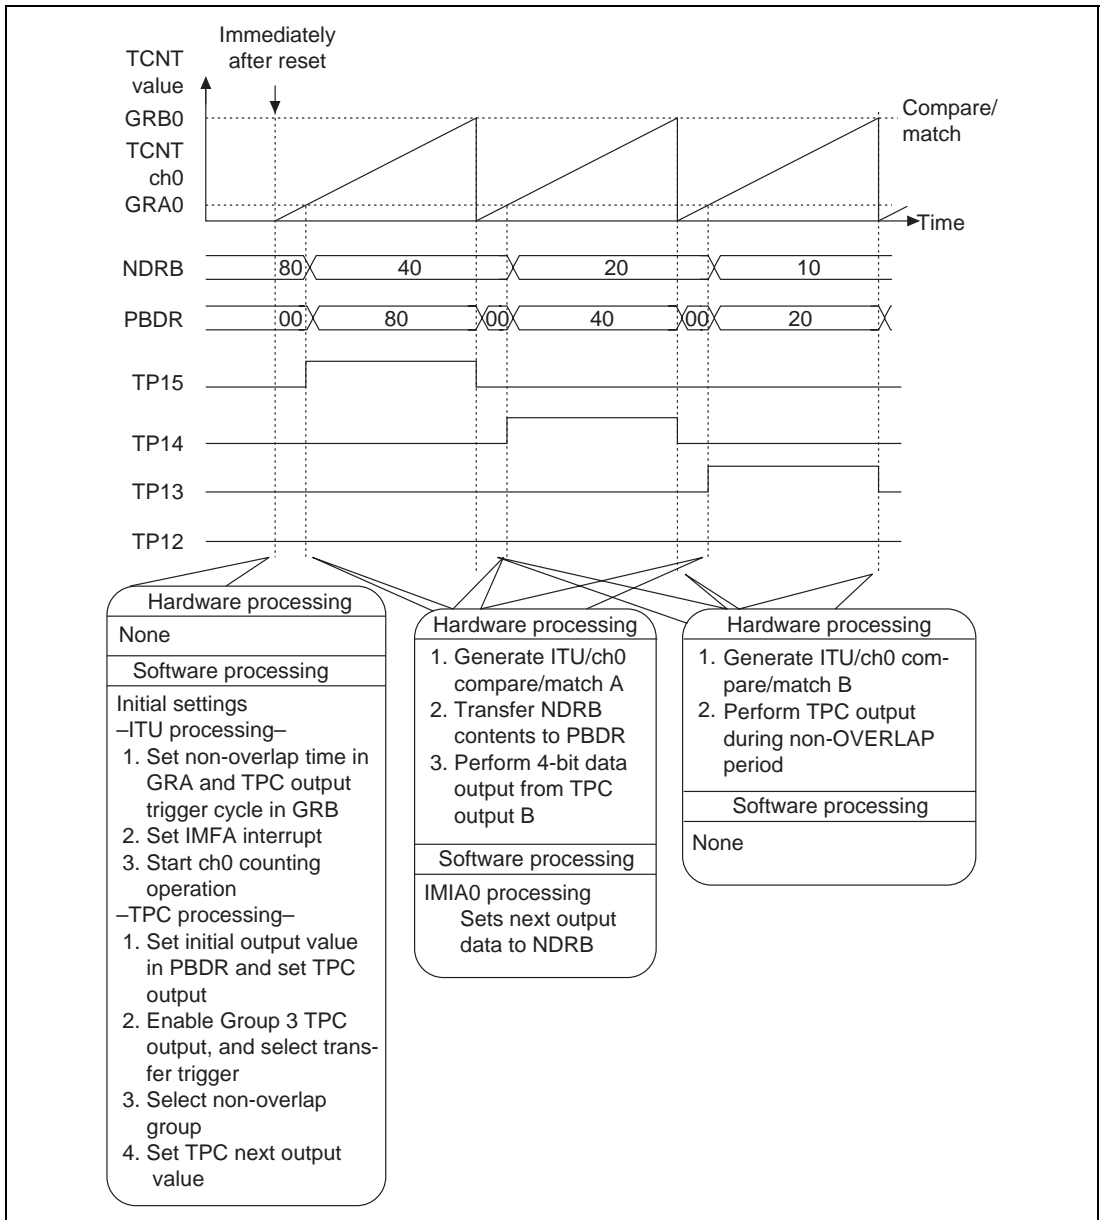 Immediately
after reset
TCNT
value
GRB0
TCNT
ch0
GRA0
Compare/
match
Time
NDRB 80 40 20 10
PBDR 00 80 00 40 00 20
TP15
TP14
TP13
TP12
Hardware processing
None
Software processing
Initial settings
–ITU processing–
1. Set non-overlap time in
GRA and TPC output
trigger cycle in GRB
2. Set IMFA interrupt
3. Start ch0 counting
operation
–TPC processing–
1. Set initial output value
in PBDR and set TPC
output
2. Enable Group 3 TPC
output, and select trans-
fer trigger
3. Select non-overlap
group
4. Set TPC next output
value
Hardware processing
1. Generate ITU/ch0
compare/match A
2. Transfer NDRB
contents to PBDR
3. Perform 4-bit data
output from TPC
output B
Software processing
IMIA0 processing
Sets next output
data to NDRB
Hardware processing
1. Generate ITU/ch0 com-
pare/match B
2. Perform TPC output
during non-OVERLAP
period
Software processing
None